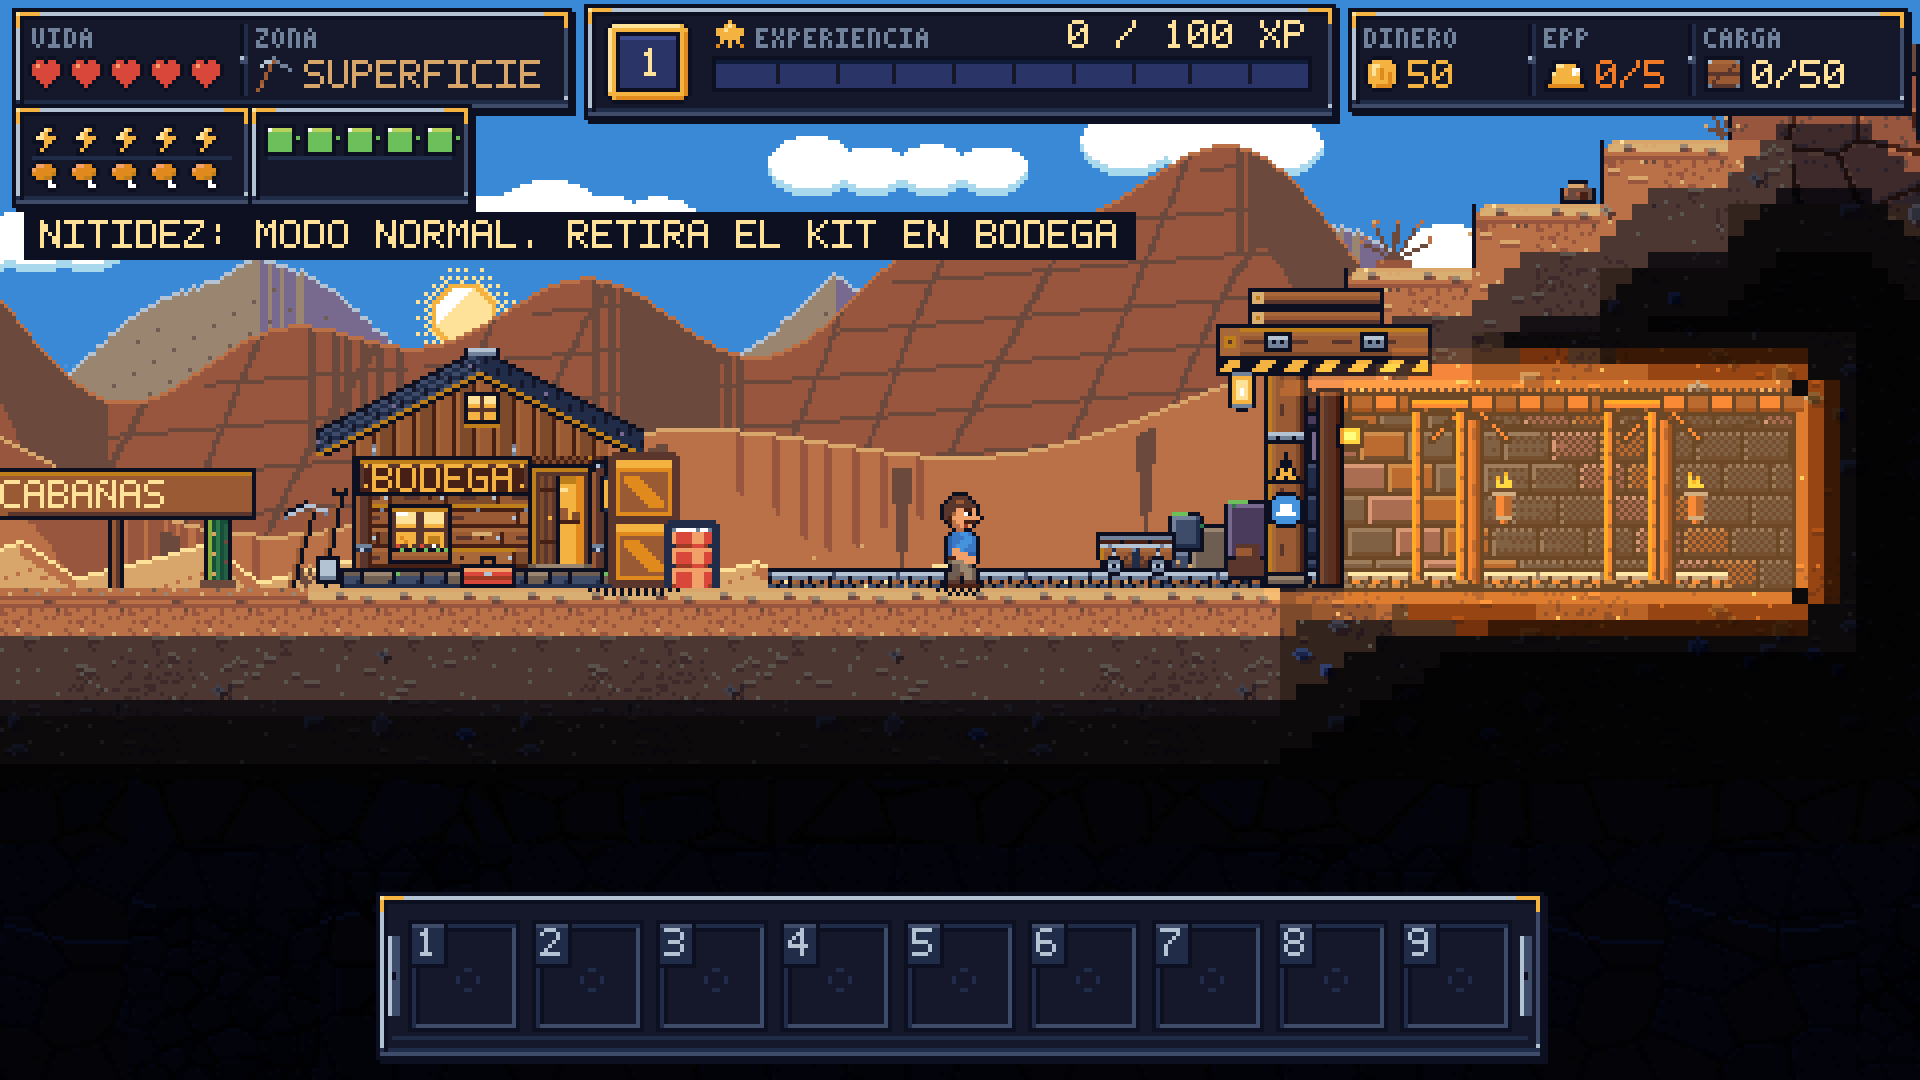 VIDA
ZONA
SUPERFICIE
1
EXPERIENCIA
0 / 100 XP
DINERO
50
EPP
0/5
CARGA
0/50
NITIDEZ: MODO NORMAL. RETIRA EL KIT EN BODEGA
CABAÑAS
BODEGA
1 2 3 4 5 6 7 8 9